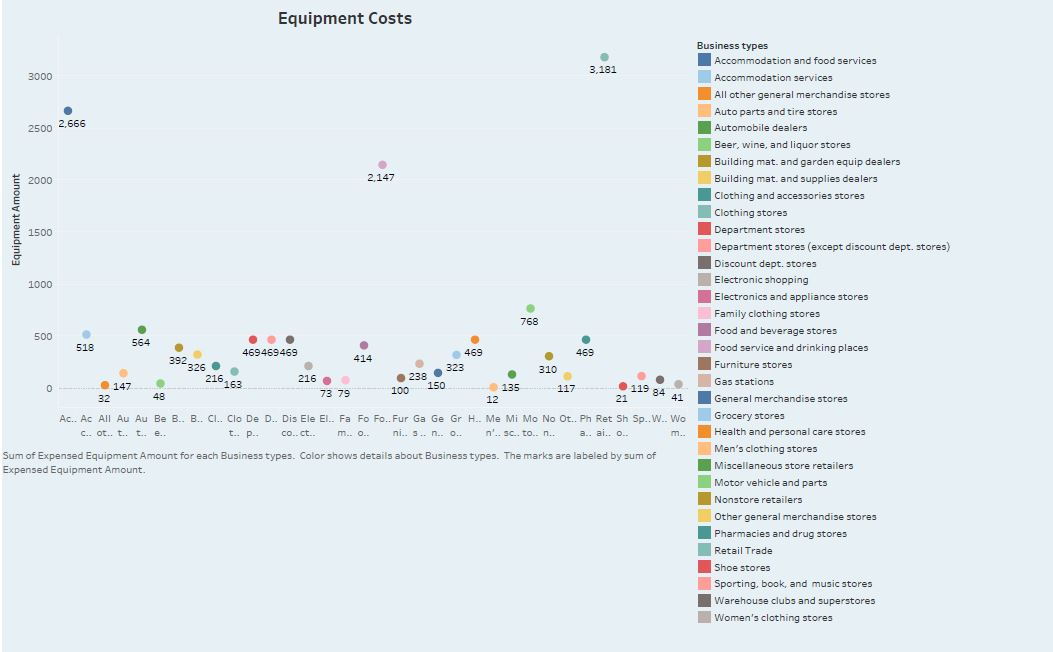 Equipment Costs
Equipment Amount
3000
2500
2000
1500
1000
500
0
2,666
518
32
147
564
48
392
326
216
163
469
469
469
216
73
79
414
2,147
100
238
150
323
469
12
135
768
310
117
469
3,181
21
119
84
41
Ac.. Ac All Au Au Be B.. B.. Cl.. Clo De D.. Dis Ele El.. Fa Fo Fo.. Fur Ga Ge Gr H.. Me Mi Mo No Ot.. Ph Ret Sh Sp.. W.. Wo
c.. ot.. t.. t.. e.. t.. p.. co.. ct.. m.. o.. ni.. s .. n.. o.. n'.. sc.. to.. n.. a.. ai.. o.. m..
Sum of Expensed Equipment Amount for each Business types. Color shows details about Business types. The marks are labeled by sum of
Expensed Equipment Amount.
Business types
Accommodation and food services
Accommodation services
All other general merchandise stores
Auto parts and tire stores
Automobile dealers
Beer, wine, and liquor stores
Building mat. and garden equip dealers
Building mat. and supplies dealers
Clothing and accessories stores
Clothing stores
Department stores
Department stores (except discount dept. stores)
Discount dept. stores
Electronic shopping
Electronics and appliance stores
Family clothing stores
Food and beverage stores
Food service and drinking places
Furniture stores
Gas stations
General merchandise stores
Grocery stores
Health and personal care stores
Men's clothing stores
Miscellaneous store retailers
Motor vehicle and parts
Nonstore retailers
Other general merchandise stores
Pharmacies and drug stores
Retail Trade
Shoe stores
Sporting, book, and music stores
Warehouse clubs and superstores
Women's clothing stores